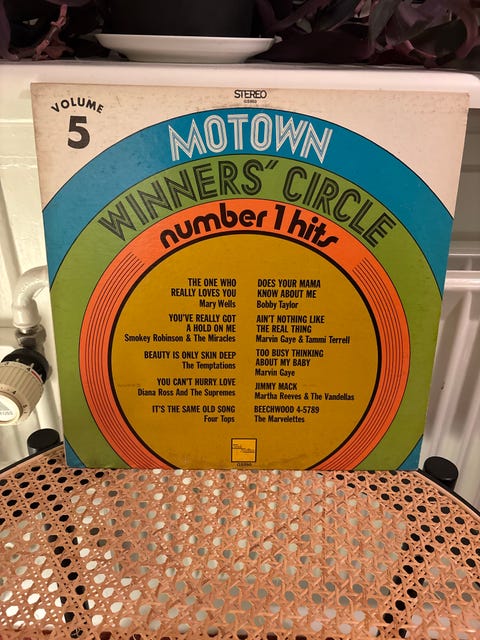 VOLUME
5
STEREO
MOTOWN
WINNERS' CIRCLE
number 1 hits
THE ONE WHO
REALLY LOVES YOU
Mary Wells
YOU'VE REALLY GOT
A HOLD ON ME
Smokey Robinson & The Miracles
BEAUTY IS ONLY SKIN DEEP
The Temptations
YOU CAN'T HURRY LOVE
Diana Ross And The Supremes
IT'S THE SAME OLD SONG
Four Tops
DOES YOUR MAMA
KNOW ABOUT ME
Bobby Taylor
AIN'T NOTHING LIKE
THE REAL THING
Marvin Gaye & Tammi Terrell
TOO BUSY THINKING
ABOUT MY BABY
Marvin Gaye
JIMMY MACK
Martha Reeves & The Vandellas
BEECHWOOD 4-5789
The Marvelettes